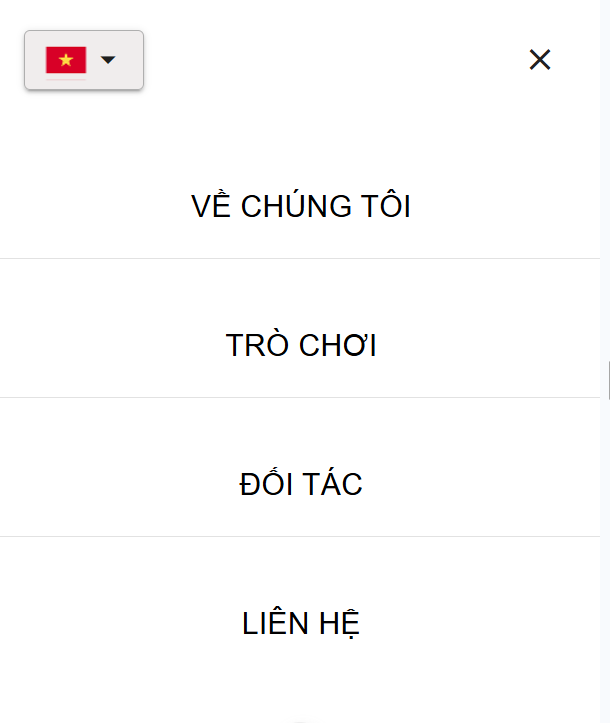 VỀ CHÚNG TÔI
TRÒ CHƠI
ĐỐI TÁC
LIÊN HỆ